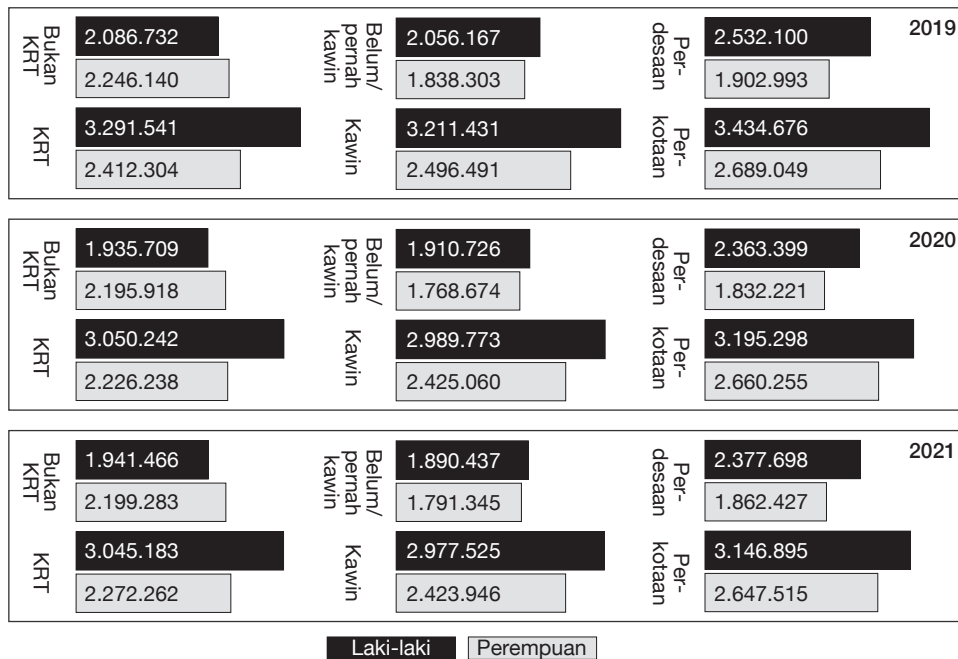 2019
Bukan
KRT
2.086.732
2.246.140
KRT
3.291.541
2.412.304
Belum/
pernah
kawin
2.056.167
1.838.303
Kawin
3.211.431
2.496.491
Per-
desaan
2.532.100
1.902.993
Per-
kotaan
3.434.676
2.689.049
2020
Bukan
KRT
1.935.709
2.195.918
KRT
3.050.242
2.226.238
Belum/
pernah
kawin
1.910.726
1.768.674
Kawin
2.989.773
2.425.060
Per-
desaan
2.363.399
1.832.221
Per-
kotaan
3.195.298
2.660.255
2021
Bukan
KRT
1.941.466
2.199.283
KRT
3.045.183
2.272.262
Belum/
pernah
kawin
1.890.437
1.791.345
Kawin
2.977.525
2.423.946
Per-
desaan
2.377.698
1.862.427
Per-
kotaan
3.146.895
2.647.515
Laki-laki
Perempuan